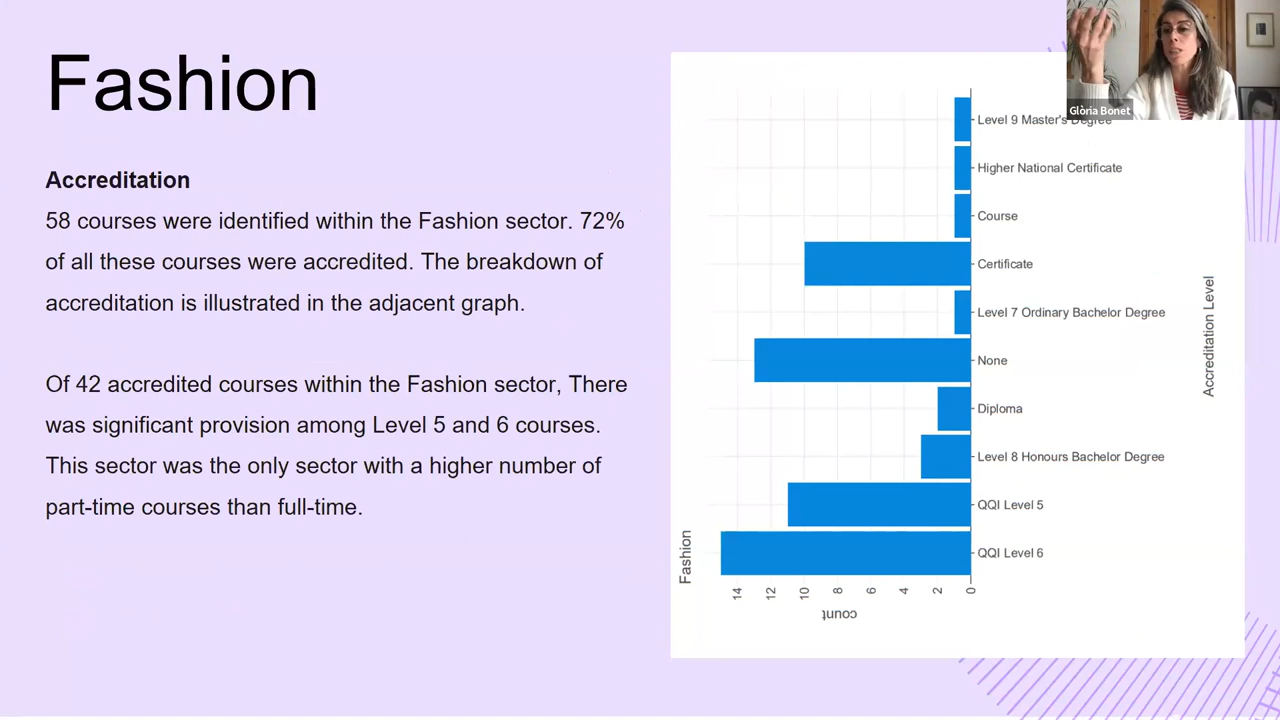 Fashion
Accreditation
58 courses were identified within the Fashion sector. 72%
of all these courses were accredited. The breakdown of
accreditation is illustrated in the adjacent graph.
Of 42 accredited courses within the Fashion sector, There
was significant provision among Level 5 and 6 courses.
This sector was the only sector with a higher number of
part-time courses than full-time.
Glòria Bonet
Level 9 Master's Degree
Higher National Certificate
Course
Certificate
Level 7 Ordinary Bachelor Degree
None
Diploma
Level 8 Honours Bachelor Degree
QQI Level 5
QQI Level 6
Accreditation Level
Fashion
14 12 10 8 6 4 2 0
count